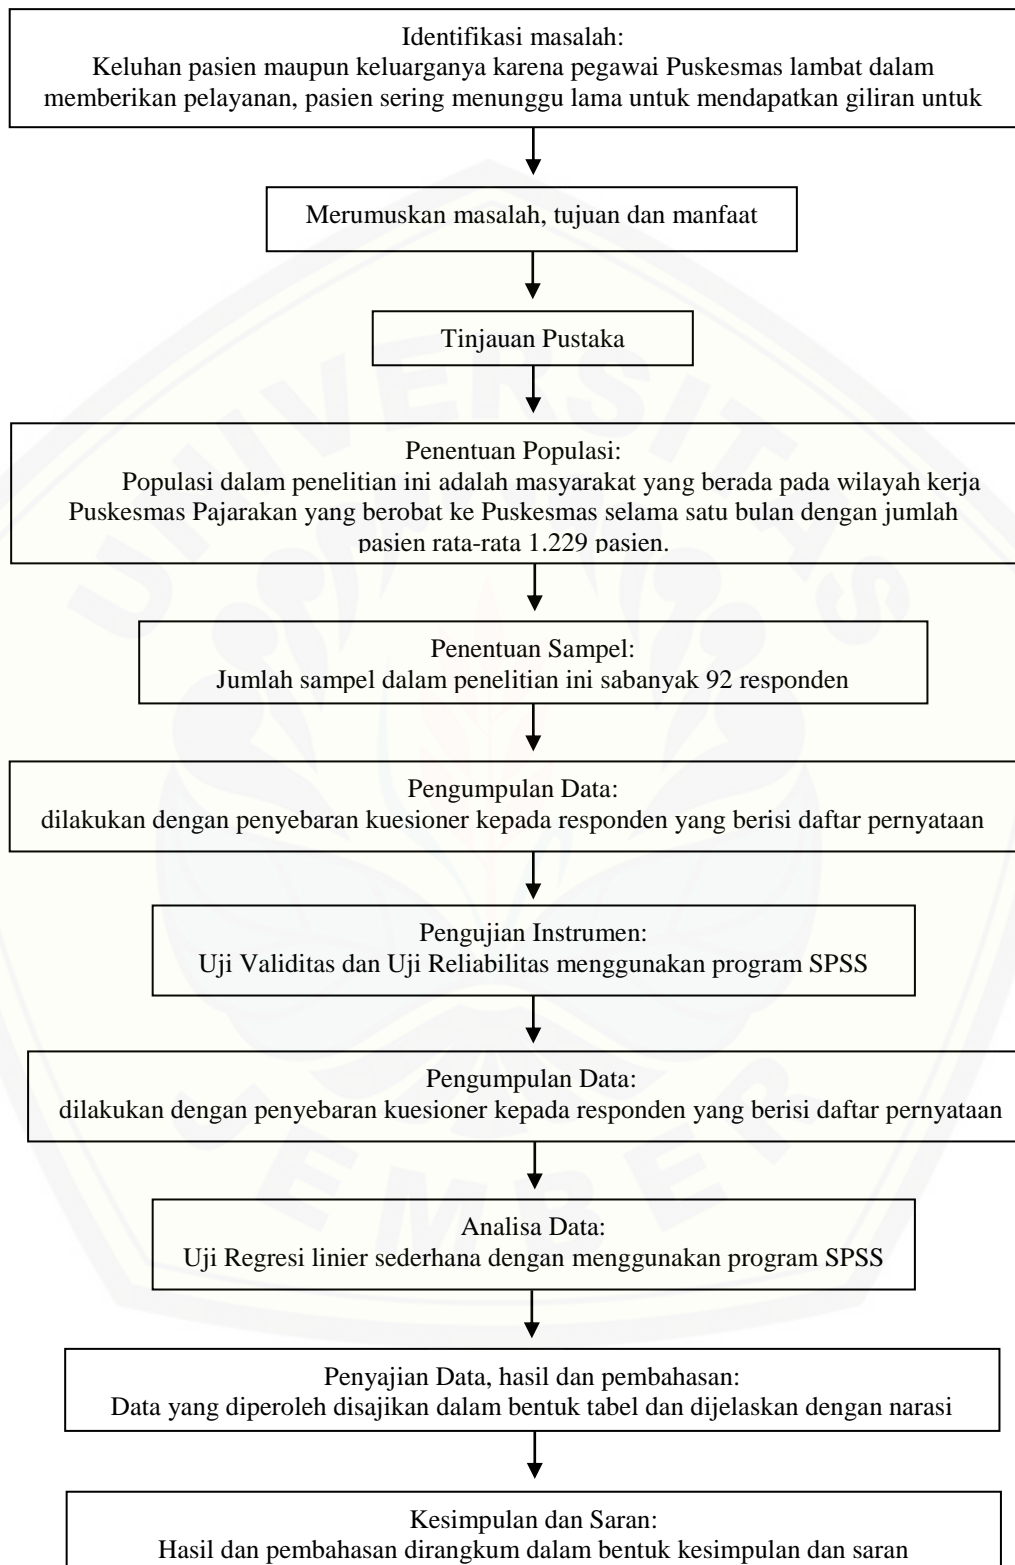 Identifikasi masalah:
Keluhan pasien maupun keluarganya karena pegawai Puskesmas lambat dalam
memberikan pelayanan, pasien sering menunggu lama untuk mendapatkan giliran untuk
Merumuskan masalah, tujuan dan manfaat
Tinjauan Pustaka
Penentuan Populasi:
Populasi dalam penelitian ini adalah masyarakat yang berada pada wilayah kerja
Puskesmas Pajarakan yang berobat ke Puskesmas selama satu bulan dengan jumlah
pasien rata-rata 1.229 pasien.
Penentuan Sampel:
Jumlah sampel dalam penelitian ini sabanyak 92 responden
Pengumpulan Data:
dilakukan dengan penyebaran kuesioner kepada responden yang berisi daftar pernyataan
Pengujian Instrumen:
Uji Validitas dan Uji Reliabilitas menggunakan program SPSS
Pengumpulan Data:
dilakukan dengan penyebaran kuesioner kepada responden yang berisi daftar pernyataan
Analisa Data:
Uji Regresi linier sederhana dengan menggunakan program SPSS
Penyajian Data, hasil dan pembahasan:
Data yang diperoleh disajikan dalam bentuk tabel dan dijelaskan dengan narasi
Kesimpulan dan Saran:
Hasil dan pembahasan dirangkum dalam bentuk kesimpulan dan saran
UNIVERSITAS
JEMBER